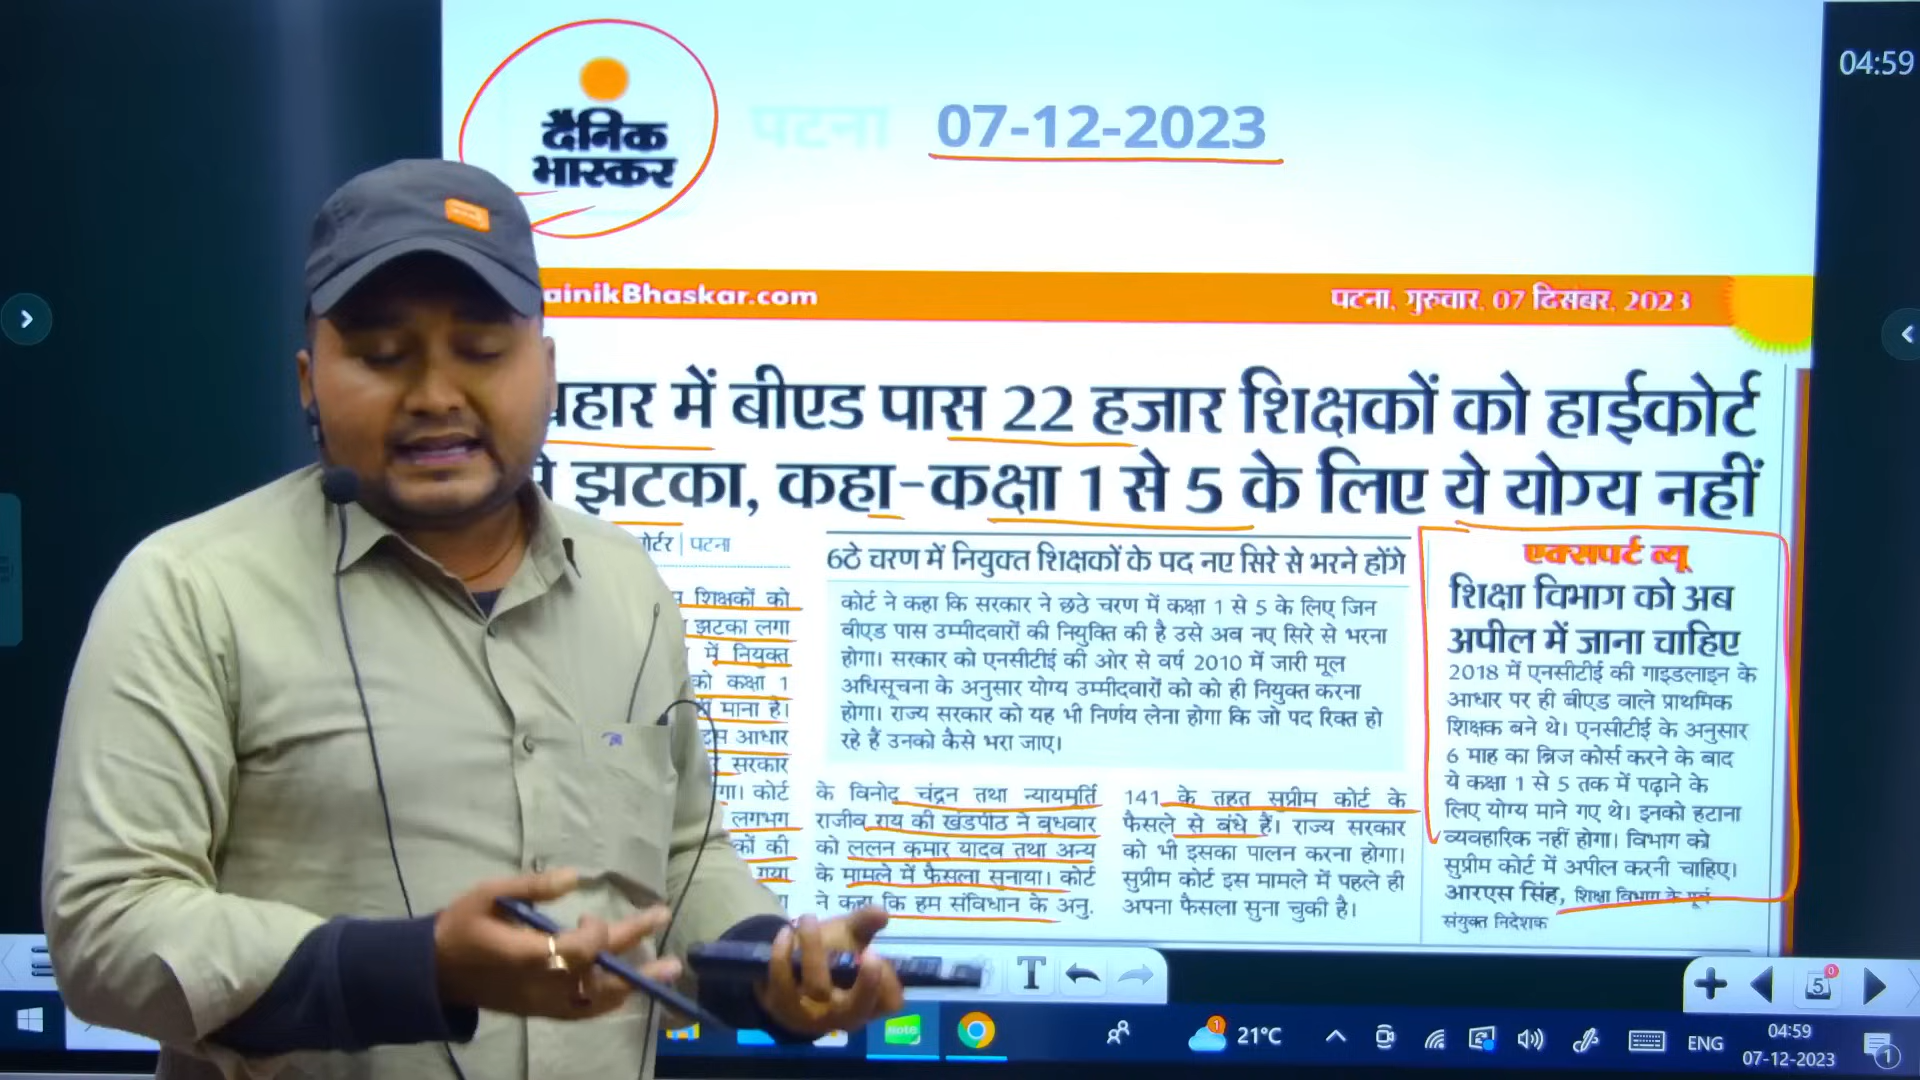 04:59
दैनिक
भास्कर
पटना 07-12-2023
ainikBhaskar.com
पटना, गुरुवार, 07 दिसंबर, 2023
में बीएड पास 22 हजार शिक्षकों को हाईकोर्ट
झटका, कहा-कक्षा 1 से 5 के लिए ये योग्य नहीं
पटना
शिक्षकों को
झटका लगा
में नियुक्त
को कक्षा 1
माना है।
आधार
सरकार
कोर्ट
लगभग
की
गया
6ठे चरण में नियुक्त शिक्षकों के पद नए सिरे से भरने होंगे
कोर्ट ने कहा कि सरकार ने छठे चरण में कक्षा 1 से 5 के लिए जिन
बीएड पास उम्मीदवारों की नियुक्ति की है उसे अब नए सिरे से भरना
होगा। सरकार को एनसीटीई की ओर से वर्ष 2010 में जारी मूल
अधिसूचना के अनुसार योग्य उम्मीदवारों को को ही नियुक्त करना
होगा। राज्य सरकार को यह भी निर्णय लेना होगा कि जो पद रिक्त हो
रहे हैं उनको कैसे भरा जाए।
के विनोद चंद्रन तथा न्यायमूर्ति
राजीव राय की खंडपीठ ने बुधवार
को ललन कुमार यादव तथा अन्य
के मामले में फैसला सुनाया। कोर्ट
ने कहा कि हम संविधान के अनु.
141 के तहत सुप्रीम कोर्ट के
फैसले से बंधे हैं। राज्य सरकार
को भी इसका पालन करना होगा।
सुप्रीम कोर्ट इस मामले में पहले ही
अपना फैसला सुना चुकी है।
एक्सपर्ट व्यू
शिक्षा विभाग को अब
अपील में जाना चाहिए
2018 में एनसीटीई की गाइडलाइन के
आधार पर ही बीएड वाले प्राथमिक
शिक्षक बने थे। एनसीटीई के अनुसार
6 माह का ब्रिज कोर्स करने के बाद
ये कक्षा 1 से 5 तक में पढ़ाने के
लिए योग्य माने गए थे। इनको हटाना
व्यवहारिक नहीं होगा। विभाग को
सुप्रीम कोर्ट में अपील करनी चाहिए।
आरएस सिंह, शिक्षा विभाग के पूर्व
संयुक्त निदेशक
T
5
0
Note
1
21°C
ENG
04:59
07-12-2023
1